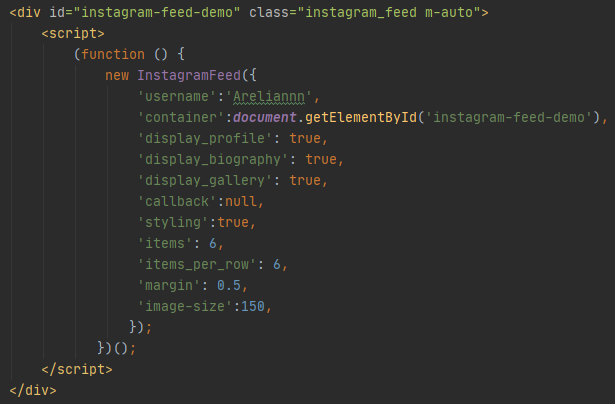 <div id="instagram-feed-demo" class="instagram_feed m-auto">
    <script>
        (function () {
            new InstagramFeed({
                'username':'Areliannn',
                'container':document.getElementById('instagram-feed-demo'),
                'display_profile': true,
                'display_biography': true,
                'display_gallery': true,
                'callback':null,
                'styling':true,
                'items': 6,
                'items_per_row': 6,
                'margin': 0.5,
                'image-size':150,
               });
           })();
    </script>
</div>